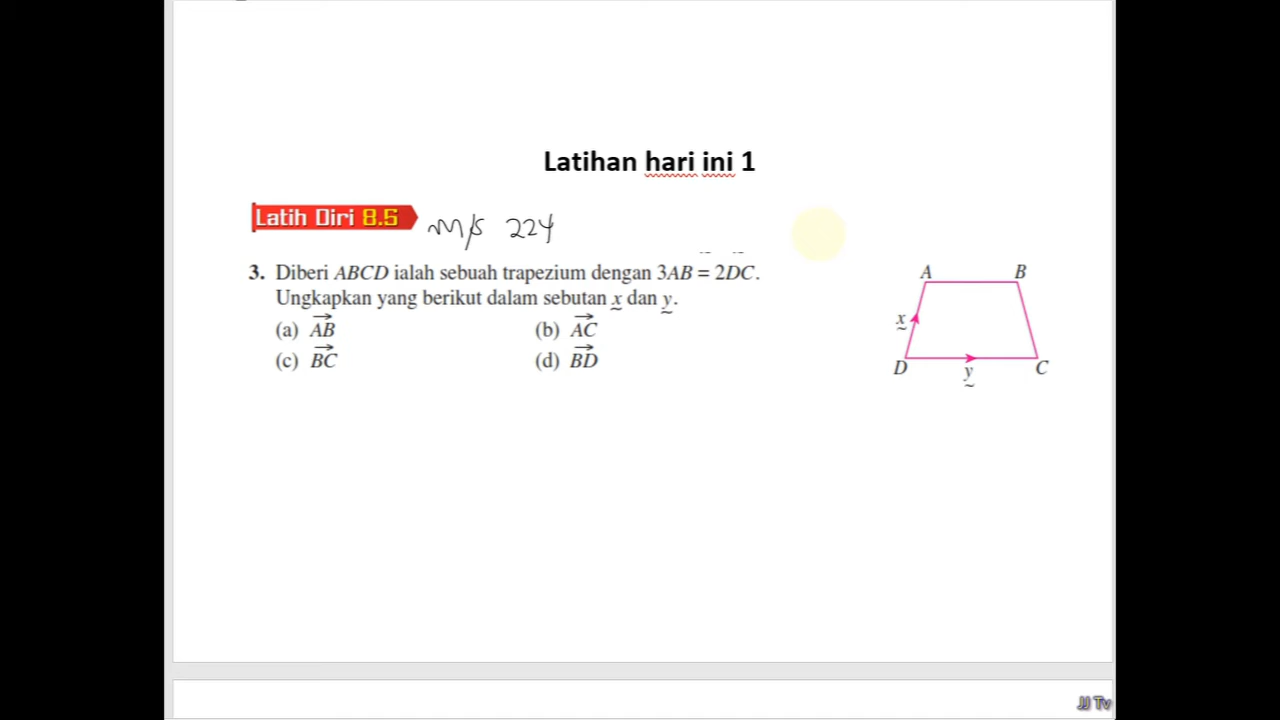 Latihan hari ini 1
Latih Diri 8.5 m/s 224
3. Diberi ABCD ialah sebuah trapezium dengan 3AB = 2DC.
Ungkapkan yang berikut dalam sebutan x dan y.
(a) AB (b) AC
(c) BC (d) BD
A B
x
D y C
JJ Tv